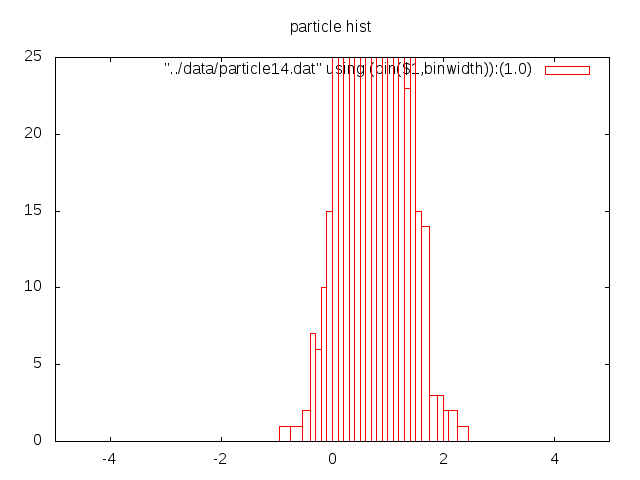 particle hist
25
"../data/particle14.dat" using (bin($1,binwidth)):(1.0)
20
15
10
5
0
-4 -2 0 2 4